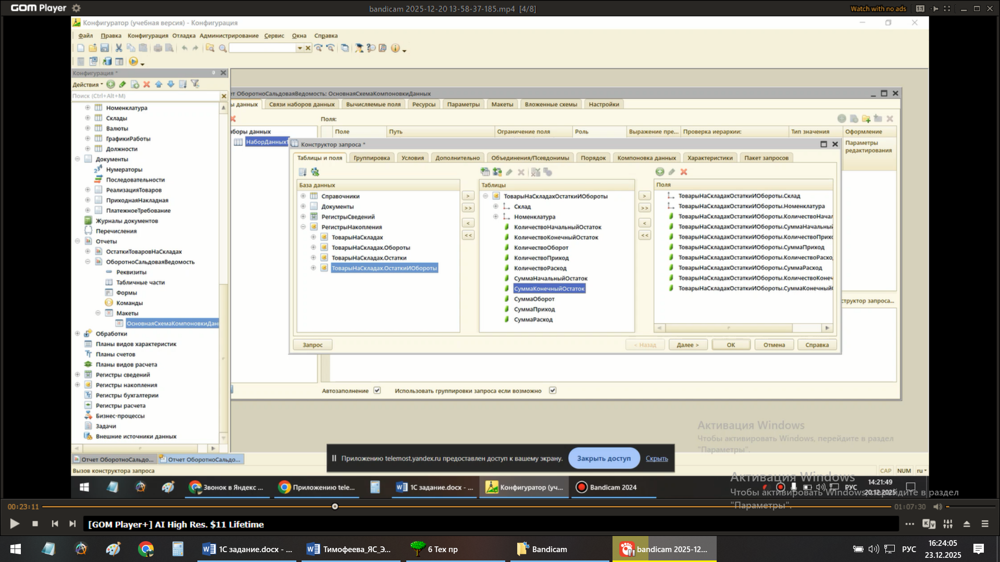 GOM Player
bandicam 2025-12-20 13-58-37-185.mp4 [4/8]
Watch with no ads
Конфигуратор (учебная версия) - Конфигурация
Файл Правка Конфигурация Отладка Администрирование Сервис Окна Справка
Конфигурация *
Действия
Поиск (Ctrl+Alt+M)
Номенклатура
Склады
Валюты
ГрафикиРаботы
Должности
Документы
Нумераторы
Последовательности
РеализацияТоваров
ПриходнаяНакладная
ПлатежноеТребование
Журналы документов
Перечисления
Отчеты
ОстаткиТоваровНаСкладах
ОборотноСальдоваяВедомость
Реквизиты
Табличные части
Формы
Команды
Макеты
ОсновнаяСхемаКомпоновкиДан
Обработки
Планы видов характеристик
Планы счетов
Планы видов расчета
Регистры сведений
Регистры накопления
Регистры бухгалтерии
Регистры расчета
Бизнес-процессы
Задачи
Внешние источники данных
ет ОборотноСальдоваяВедомость: ОсновнаяСхемаКомпоновкиДанных
ы данных Связи наборов данных Вычисляемые поля Ресурсы Параметры Макеты Вложенные схемы Настройки
Поля:
аборы данных
НаборДанных1
Поле Путь Ограничение поля Роль Выражение пре... Проверка иерархии: Тип значения Оформление
Параметры
редактирования
Конструктор запроса *
Таблицы и поля Группировка Условия Дополнительно Объединения/Псевдонимы Порядок Компоновка данных Характеристики Пакет запросов
База данных
Справочники
Документы
РегистрыСведений
РегистрыНакопления
ТоварыНаСкладах
ТоварыНаСкладах.Обороты
ТоварыНаСкладах.Остатки
ТоварыНаСкладах.ОстаткиИОбороты
>
>>
<
<<
Таблицы
ТоварыНаСкладахОстаткиИОбороты
Склад
Номенклатура
КоличествоНачальныйОстаток
КоличествоКонечныйОстаток
КоличествоОборот
КоличествоПриход
КоличествоРасход
СуммаНачальныйОстаток
СуммаКонечныйОстаток
СуммаОборот
СуммаПриход
СуммаРасход
>
>>
<
<<
Поля
ТоварыНаСкладахОстаткиИОбороты.Склад
ТоварыНаСкладахОстаткиИОбороты.Номенклатура
ТоварыНаСкладахОстаткиИОбороты.КоличествоНачал
ТоварыНаСкладахОстаткиИОбороты.СуммаНачальный
ТоварыНаСкладахОстаткиИОбороты.КоличествоПрихо
ТоварыНаСкладахОстаткиИОбороты.СуммаПриход
ТоварыНаСкладахОстаткиИОбороты.КоличествоРасхо
ТоварыНаСкладахОстаткиИОбороты.СуммаРасход
ТоварыНаСкладахОстаткиИОбороты.КоличествоКонеч
ТоварыНаСкладахОстаткиИОбороты.СуммаКонечный
структор запроса...
Запрос < Назад Далее > ОК Отмена Справка
Автозаполнение Использовать группировки запроса если возможно
Активация Windows
Чтобы активировать Windows, перейдите в раздел
"Параметры".
Приложению telemost.yandex.ru предоставлен доступ к вашему экрану. Закрыть доступ Скрыть
Отчет ОборотноСальдо... Отчет ОборотноСальдо...
Вызов конструктора запроса
CAP NUM ru
Звонок в Яндекс ... Приложению tele... 1С задание.docx - ... Конфигуратор (уч... Bandicam 2024
РУС 14:21:49
20.12.2025
Активация Windows
Чтобы активировать Windows, перейдите в раздел
"Параметры".
00:23:11 01:07:30
[GOM Player+] AI High Res. $11 Lifetime
1С задание.docx - ... Тимофеева_ЯС_Э... 6 Тех пр Bandicam bandicam 2025-12...
РУС 16:24:05
23.12.2025